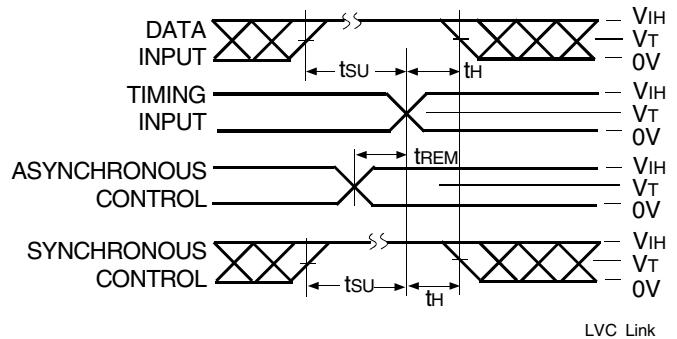 DATA INPUT
VIH
VT
0V
tSU
tH
TIMING INPUT
VIH
VT
0V
tREM
ASYNCHRONOUS CONTROL
VIH
VT
0V
SYNCHRONOUS CONTROL
VIH
VT
0V
tSU
tH
LVC Link